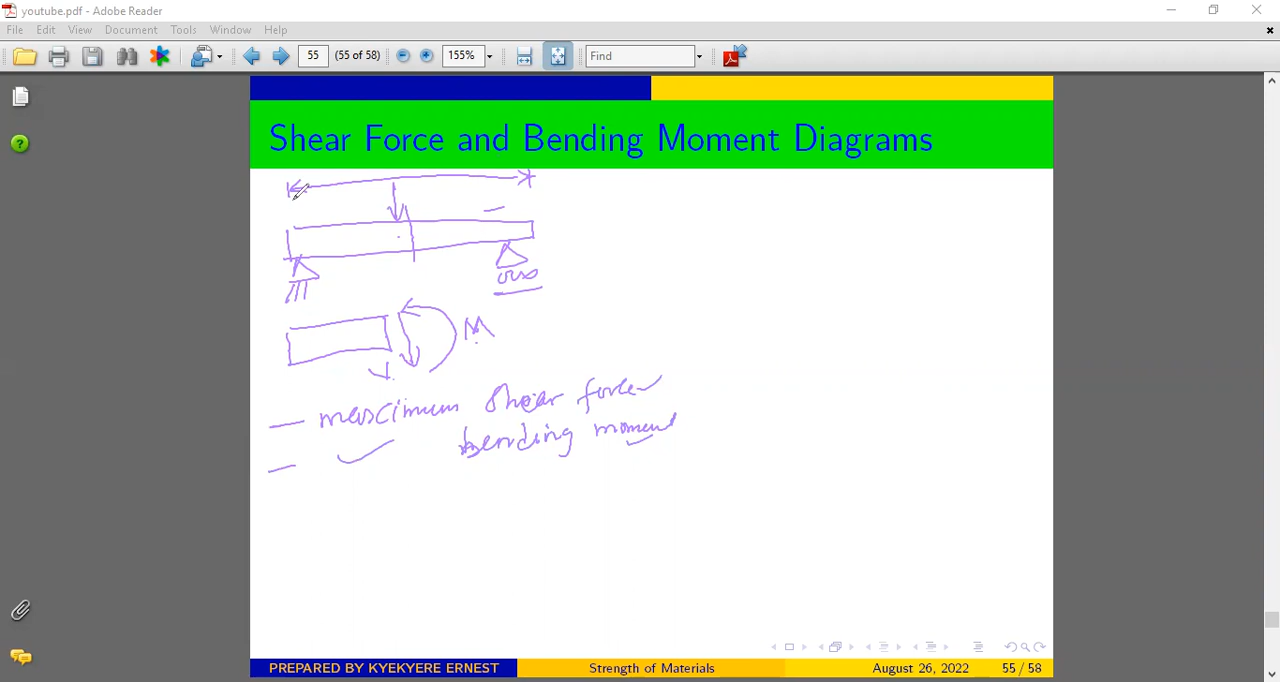 youtube.pdf - Adobe Reader
File Edit View Document Tools Window Help
55 (55 of 58) 155% Find
Shear Force and Bending Moment Diagrams
M
maximum shear force
bending moment
PREPARED BY KYEKYERE ERNEST Strength of Materials August 26, 2022 55 / 58